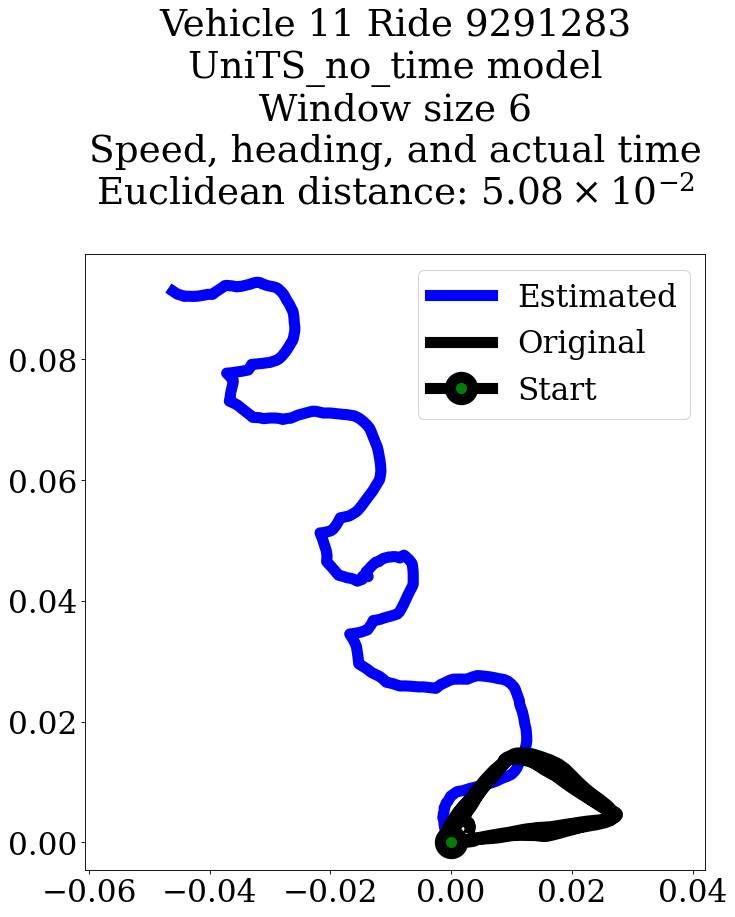 Vehicle 11 Ride 9291283
UniTS_no_time model
Window size 6
Speed, heading, and actual time
Euclidean distance: 5.08 × 10⁻²
Estimated
Original
Start
0.08
0.06
0.04
0.02
0.00
−0.06 −0.04 −0.02 0.00 0.02 0.04